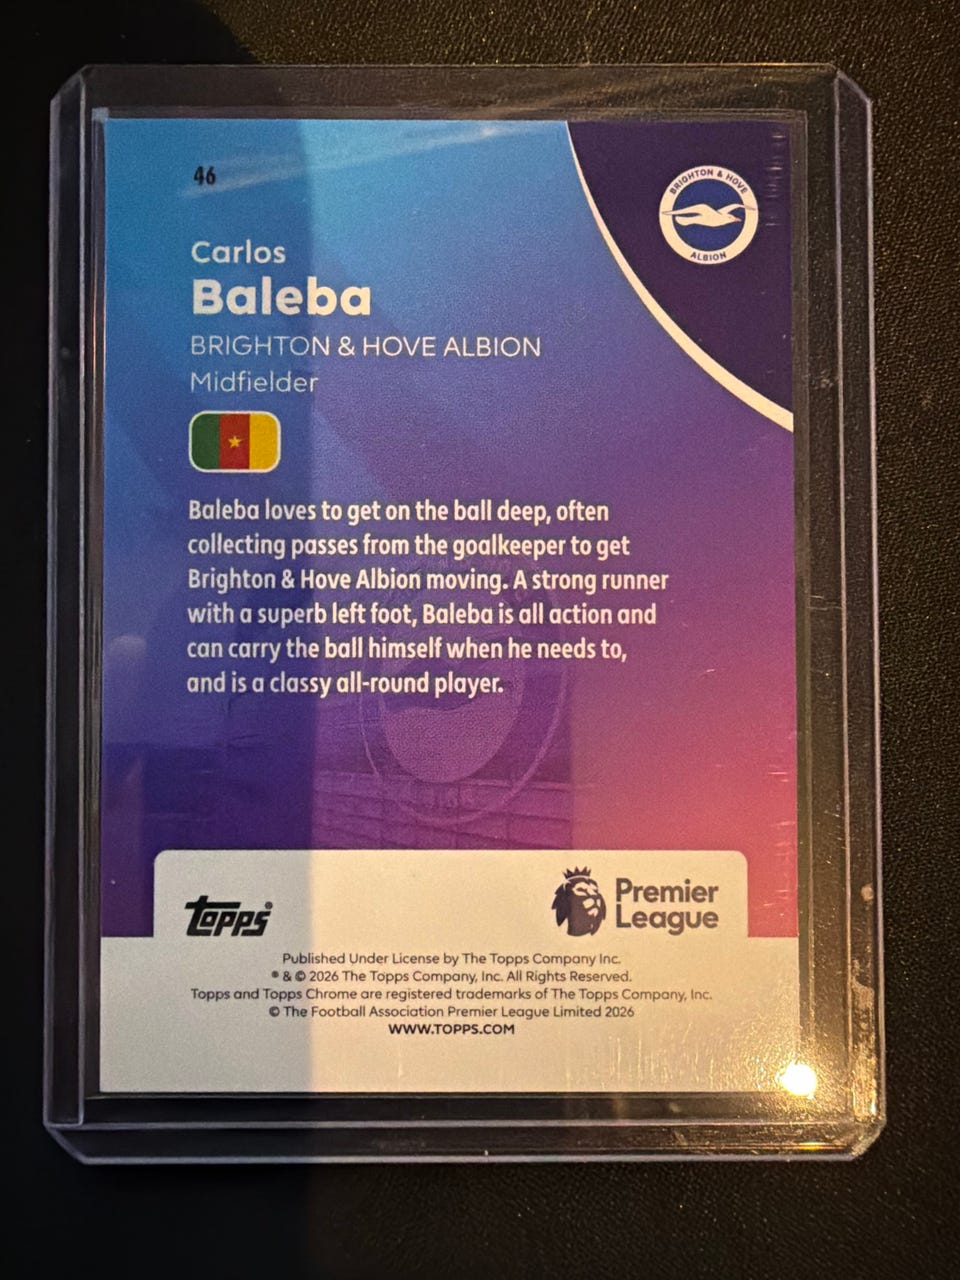 46
BRIGHTON & HOVE
ALBION
Carlos
Baleba
BRIGHTON & HOVE ALBION
Midfielder
Baleba loves to get on the ball deep, often
collecting passes from the goalkeeper to get
Brighton & Hove Albion moving. A strong runner
with a superb left foot, Baleba is all action and
can carry the ball himself when he needs to,
and is a classy all-round player.
Topps®
Premier
League
Published Under License by The Topps Company Inc.
® & © 2026 The Topps Company, Inc. All Rights Reserved.
Topps and Topps Chrome are registered trademarks of The Topps Company, Inc.
© The Football Association Premier League Limited 2026
WWW.TOPPS.COM